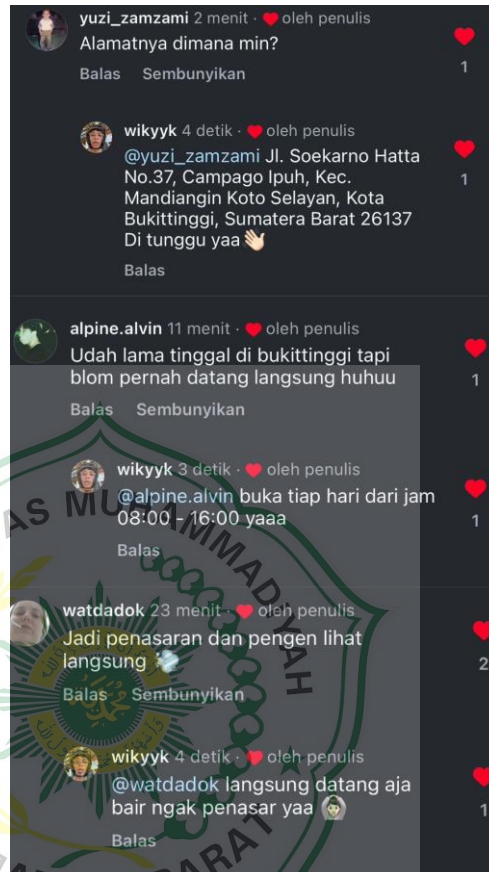 yuzi_zamzami 2 menit · ❤ oleh penulis
Alamatnya dimana min?
1
Balas Sembunyikan
wikyyk 4 detik · ❤ oleh penulis
@yuzi_zamzami Jl. Soekarno Hatta
No.37, Campago Ipuh, Kec.
1
Mandiangin Koto Selayan, Kota
Bukittinggi, Sumatera Barat 26137
Di tunggu yaa👋🏻
Balas
alpine.alvin 11 menit · ❤ oleh penulis
Udah lama tinggal di bukittinggi tapi
blom pernah datang langsung huhuu
1
Balas Sembunyikan
wikyyk 3 detik · ❤ oleh penulis
@alpine.alvin buka tiap hari dari jam
08:00 - 16:00 yaaa
1
Balas
watdadok 23 menit · ❤ oleh penulis
Jadi penasaran dan pengen lihat
langsung
2
Balas Sembunyikan
wikyyk 4 detik · ❤ oleh penulis
@watdadok langsung datang aja
bair ngak penasar yaa
1
Balas
AS MUHAMMADIYAH
BARAT